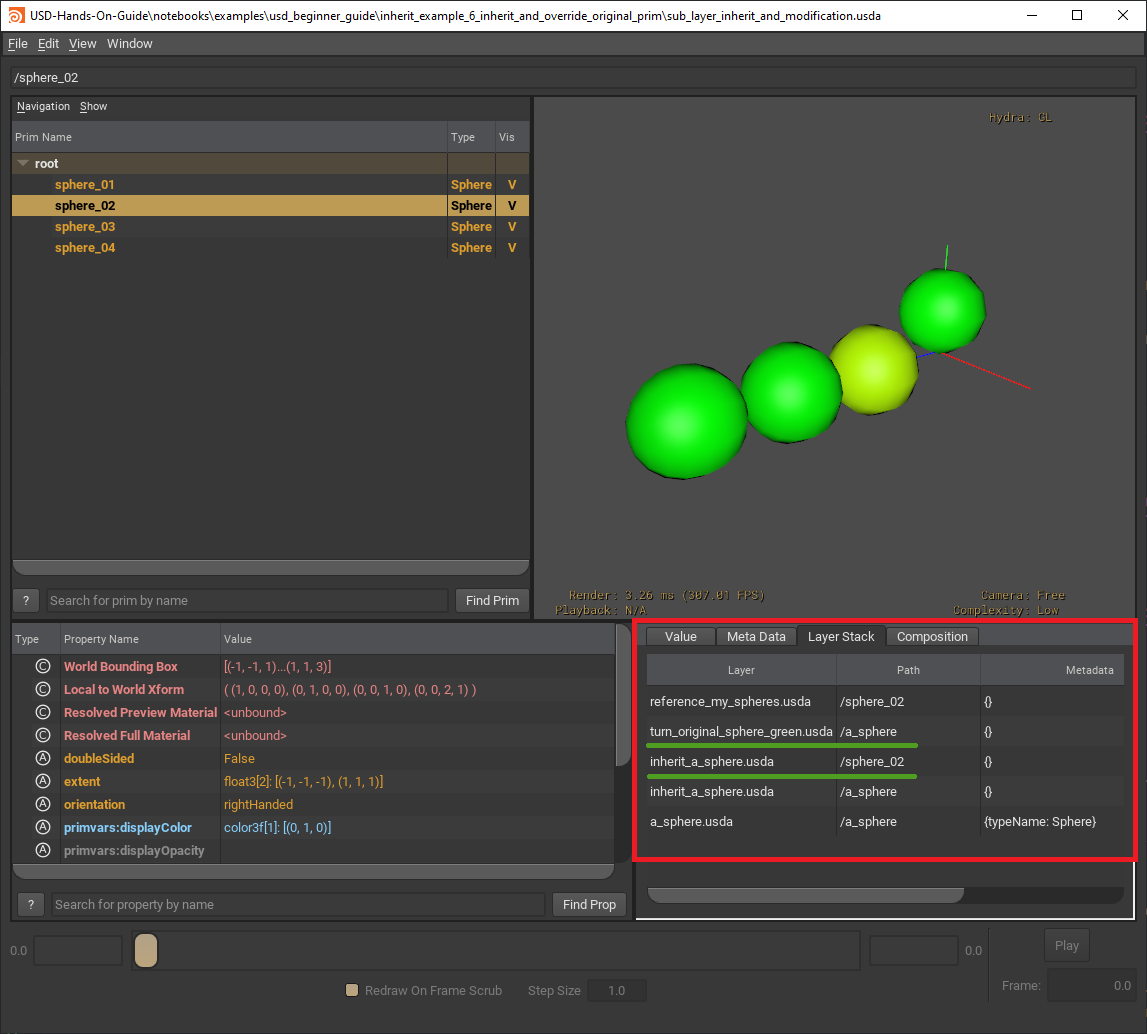 USD-Hands-On-Guide\notebooks\examples\usd_beginner_guide\inherit_example_6_inherit_and_override_original_prim\sub_layer_inherit_and_modification.usda
File Edit View Window
/sphere_02
Navigation Show
Prim Name Type Vis
root
sphere_01 Sphere V
sphere_02 Sphere V
sphere_03 Sphere V
sphere_04 Sphere V
? Search for prim by name Find Prim
Hydra: GL
Render: 3.26 ms (307.01 FPS)
Playback: N/A
Camera: Free
Complexity: Low
Type Property Name Value
C World Bounding Box [(-1, -1, 1)...(1, 1, 3)]
C Local to World Xform ( (1, 0, 0, 0), (0, 1, 0, 0), (0, 0, 1, 0), (0, 0, 2, 1) )
C Resolved Preview Material <unbound>
C Resolved Full Material <unbound>
A doubleSided False
A extent float3[2]: [(-1, -1, -1), (1, 1, 1)]
A orientation rightHanded
A primvars:displayColor color3f[1]: [(0, 1, 0)]
A primvars:displayOpacity
? Search for property by name Find Prop
Value Meta Data Layer Stack Composition
Layer Path Metadata
reference_my_spheres.usda /sphere_02 {}
turn_original_sphere_green.usda /a_sphere {}
inherit_a_sphere.usda /sphere_02 {}
inherit_a_sphere.usda /a_sphere {}
a_sphere.usda /a_sphere {typeName: Sphere}
0.0 0.0 Play
Redraw On Frame Scrub Step Size 1.0 Frame: 0.0